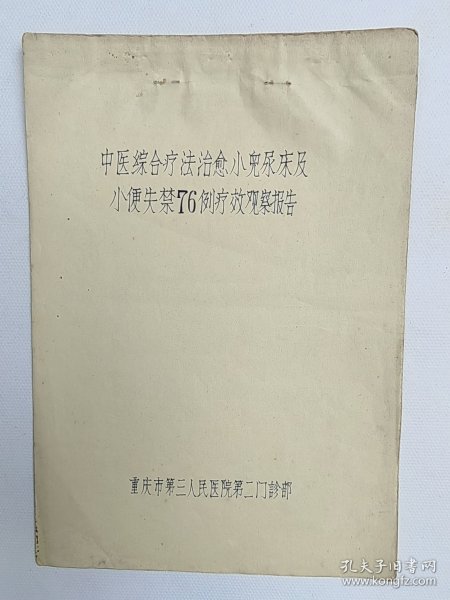 中医综合疗法治愈小児尿床及
小便失禁76例疗效观察报告
重庆市第三人民医院第二门診部
孔夫子旧书网
www.kongfz.com